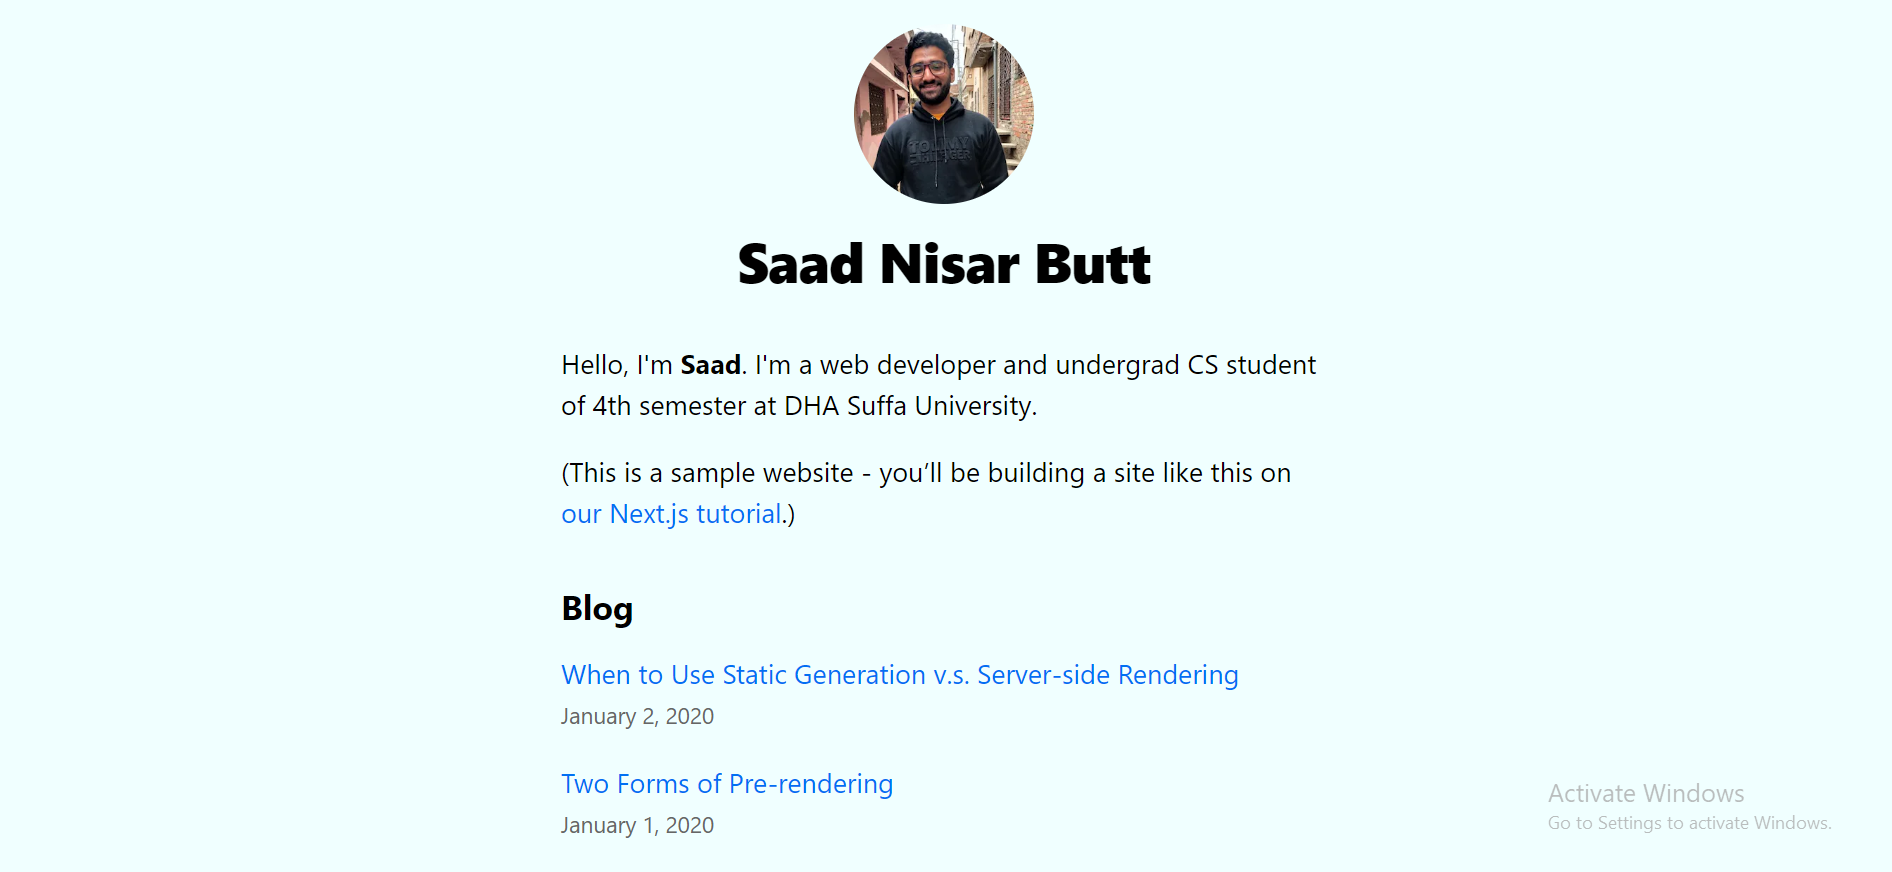 TOMMY
HILFIGER
Saad Nisar Butt
Hello, I'm Saad. I'm a web developer and undergrad CS student
of 4th semester at DHA Suffa University.
(This is a sample website - you’ll be building a site like this on
our Next.js tutorial.)
Blog
When to Use Static Generation v.s. Server-side Rendering
January 2, 2020
Two Forms of Pre-rendering
January 1, 2020
Activate Windows
Go to Settings to activate Windows.